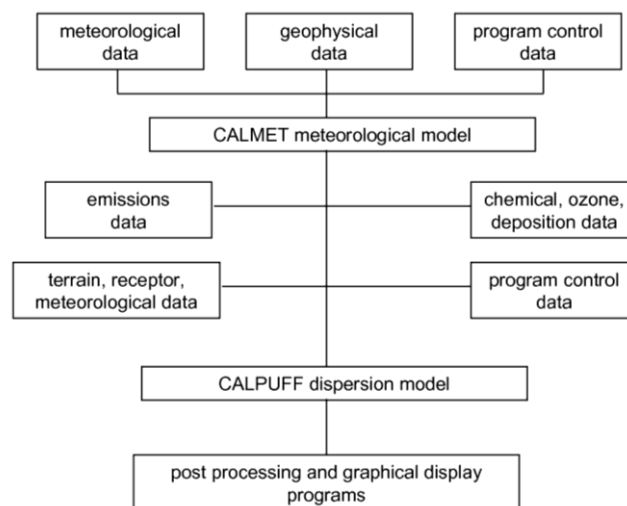 meteorological
data
geophysical
data
program control
data
CALMET meteorological model
emissions
data
chemical, ozone,
deposition data
terrain, receptor,
meteorological data
program control
data
CALPUFF dispersion model
post processing and graphical display
programs